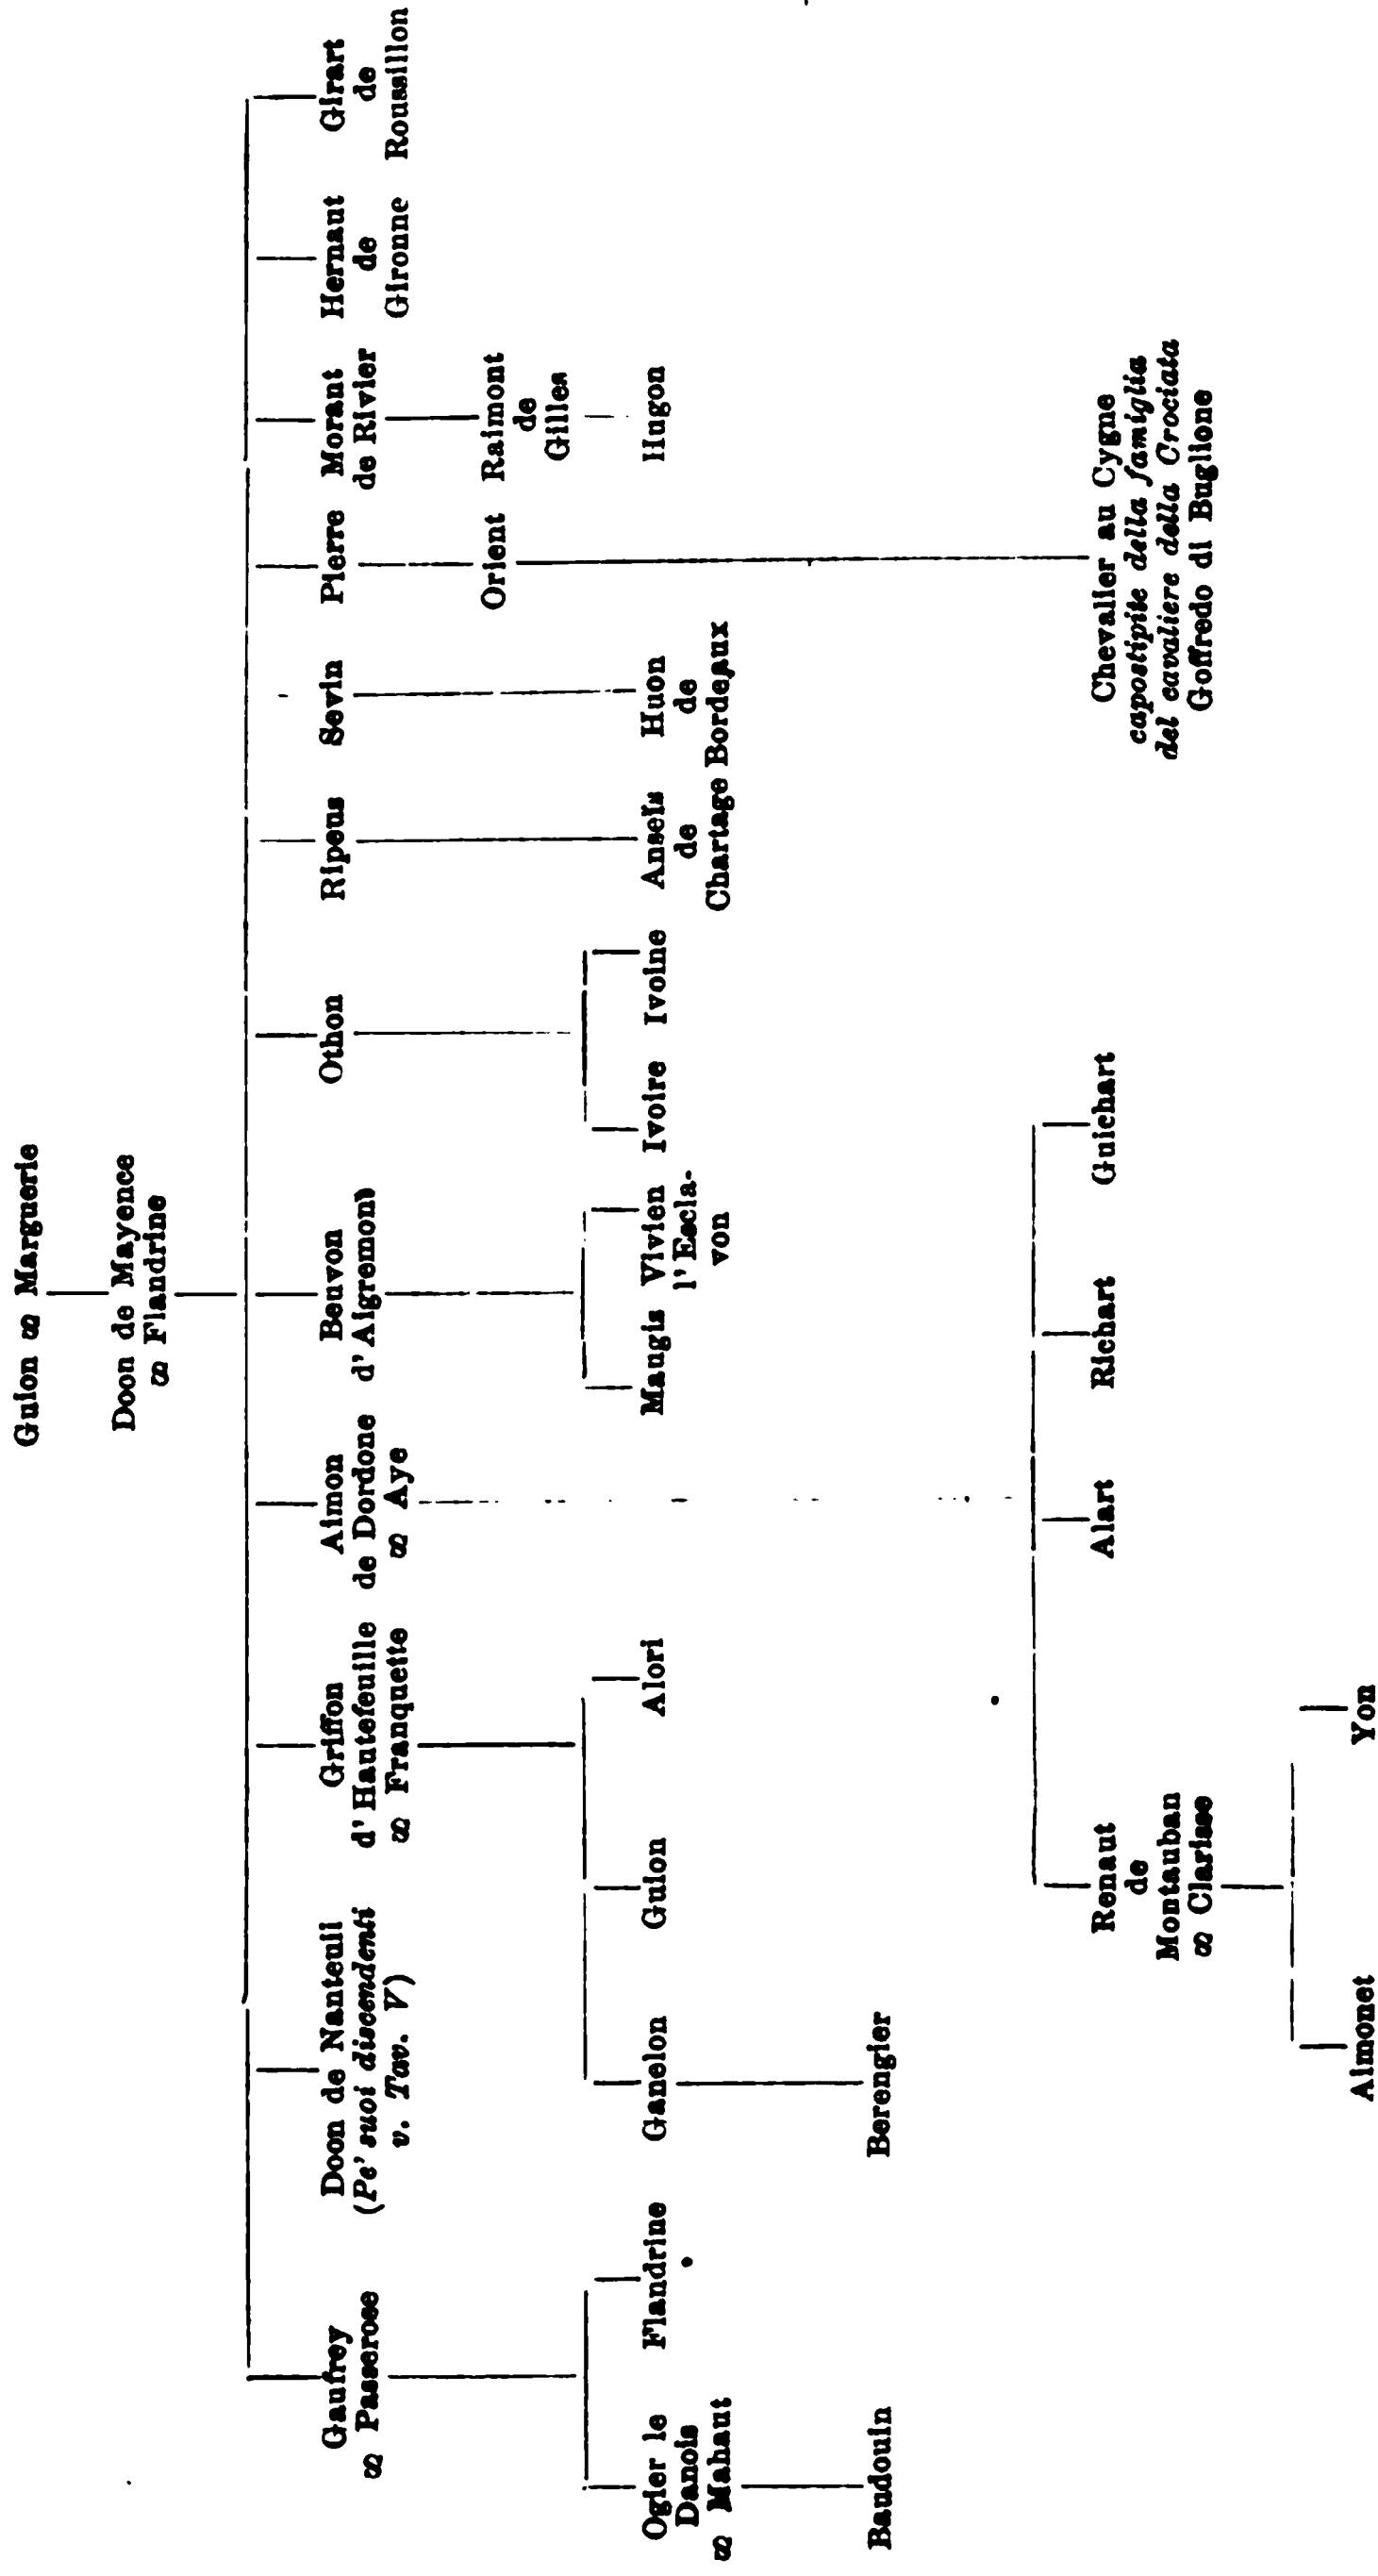 Guion ∞ Marguerie
Doon de Mayence
∞ Flandrine
Gaufrey
∞ Passerose
Doon de Nanteuil
(Pe' suoi discendenti
v. Tav. V)
Griffon
d'Hautefeuille
∞ Franquette
Aimon
de Dordone
∞ Aye
Beuvon
d'Aigremont
Othon
Ripeus
Sevin
Pierre
Morant
de Rivier
Hernaut
de
Gironne
Girart
de
Roussillon
Orient
Raimont
de
Gilles
Ogier le
Danois
∞ Mahaut
Flandrine
Ganelon
Guion
Alori
Maugis
Vivien
l'Escla-
von
Ivoire
Ivoine
Anseïs
de
Chartage
Huon
de
Bordeaux
Hugon
Baudouin
Berengier
Renaut
de
Montauban
∞ Clarisse
Alart
Richart
Guichart
Chevalier au Cygne
capostipite della famiglia
del cavaliere della Crociata
Goffredo di Buglione
Aimonet
Yon